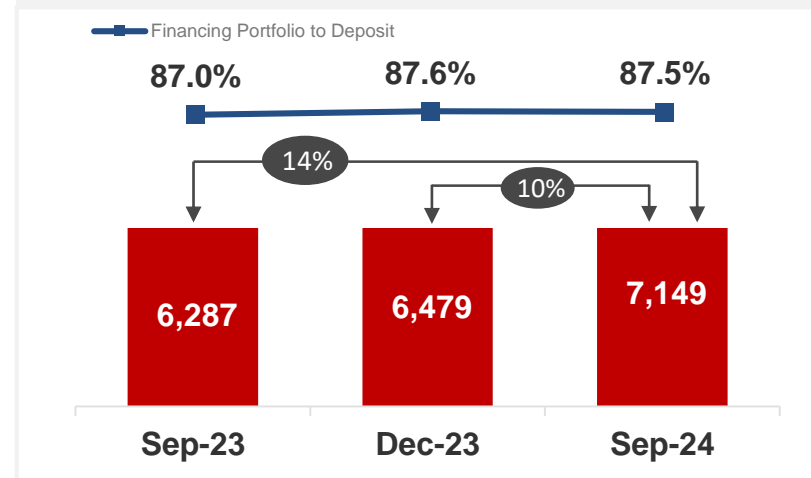 Financing Portfolio to Deposit
87.0% 87.6% 87.5%
14%
10%
6,287 6,479 7,149
Sep-23 Dec-23 Sep-24